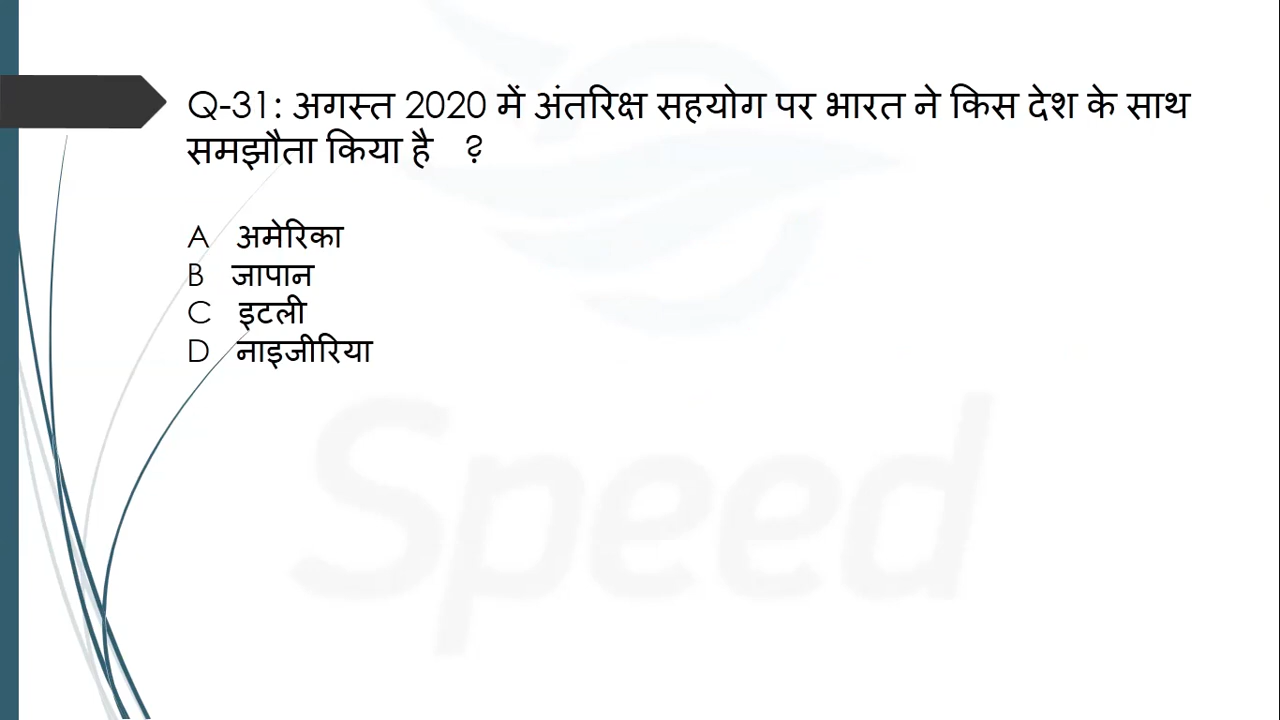 Q-31: अगस्त 2020 में अंतरिक्ष सहयोग पर भारत ने किस देश के साथ
समझौता किया है ?
A अमेरिका
B जापान
C इटली
D नाइजीरिया
Speed